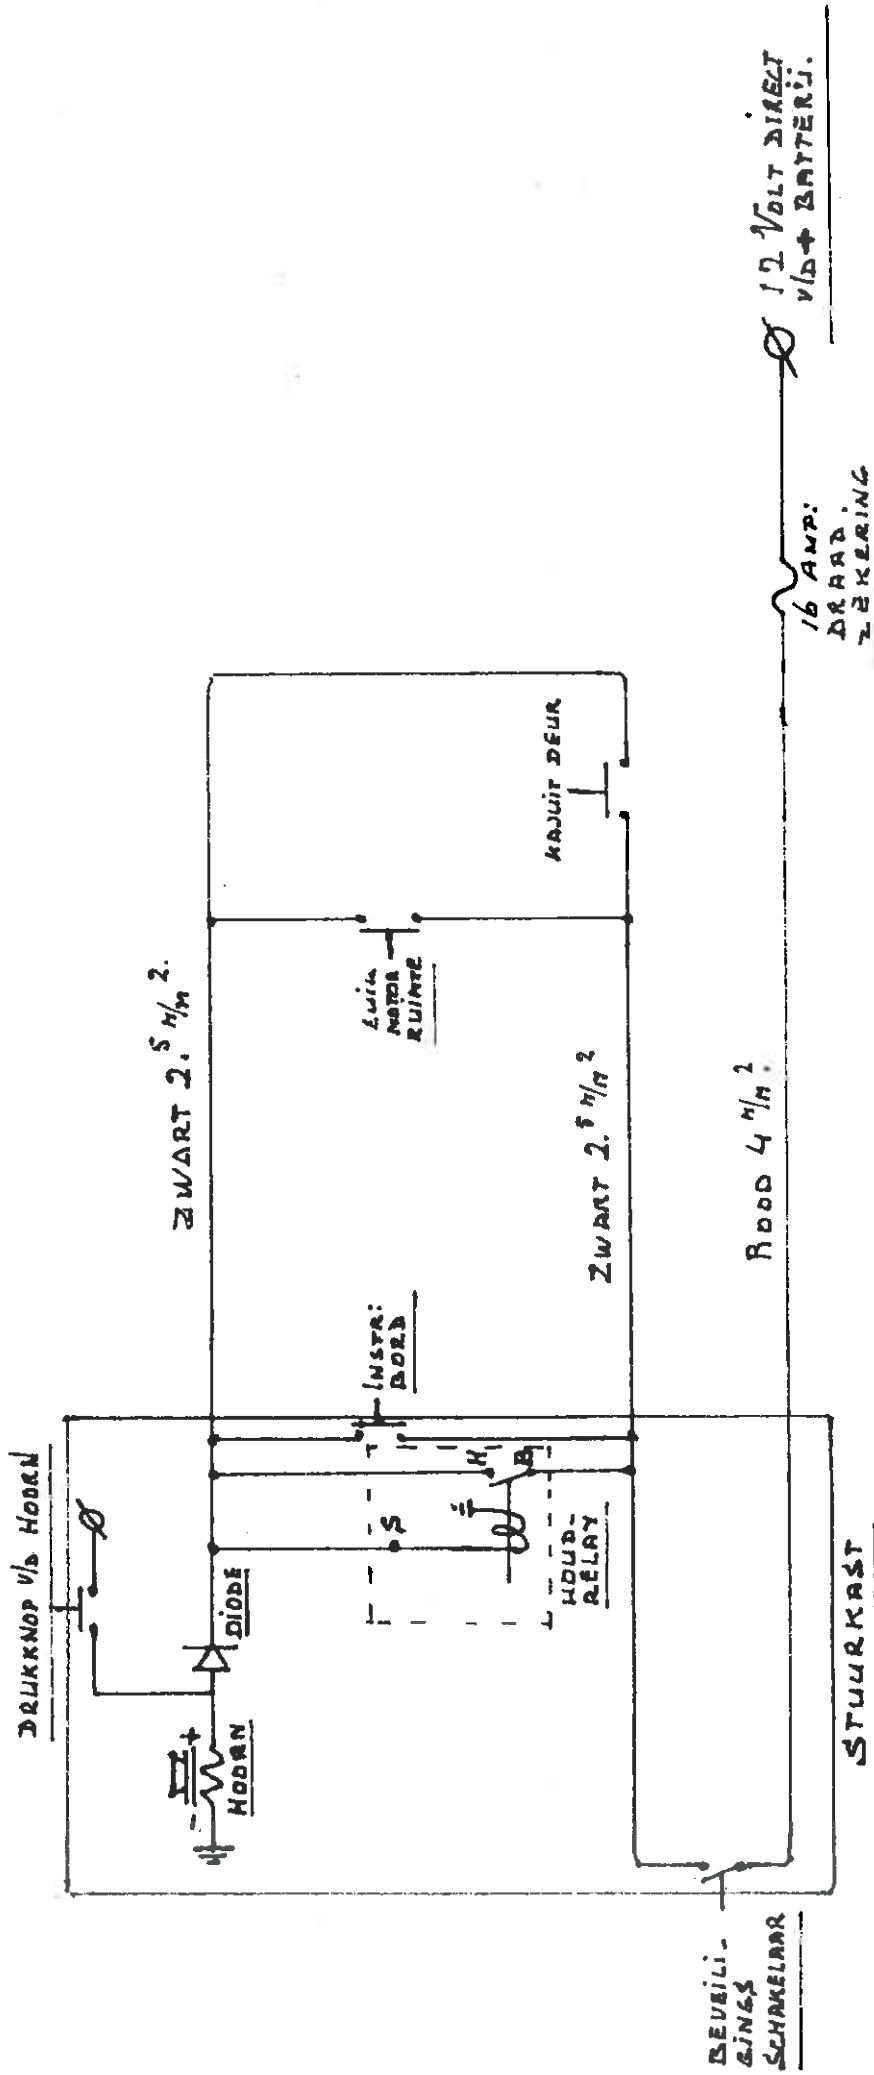 DRUKKNOP V/D HOORN
- +
HOORN
DIODE
ZWART 2.5 M/M 2.
INSTR:
BORD
S
H
B
HOUD-
RELAY
LUIK
MOTOR
RUIMTE
KAJUIT DEUR
ZWART 2.5 M/M 2
ROOD 4 M/M 2
16 AMP:
DRAAD.
ZEKERING
12 VOLT DIRECT
V/D + BATTERIJ.
STUURKAST
BEVEILI-
GINGS
SCHAKELAAR